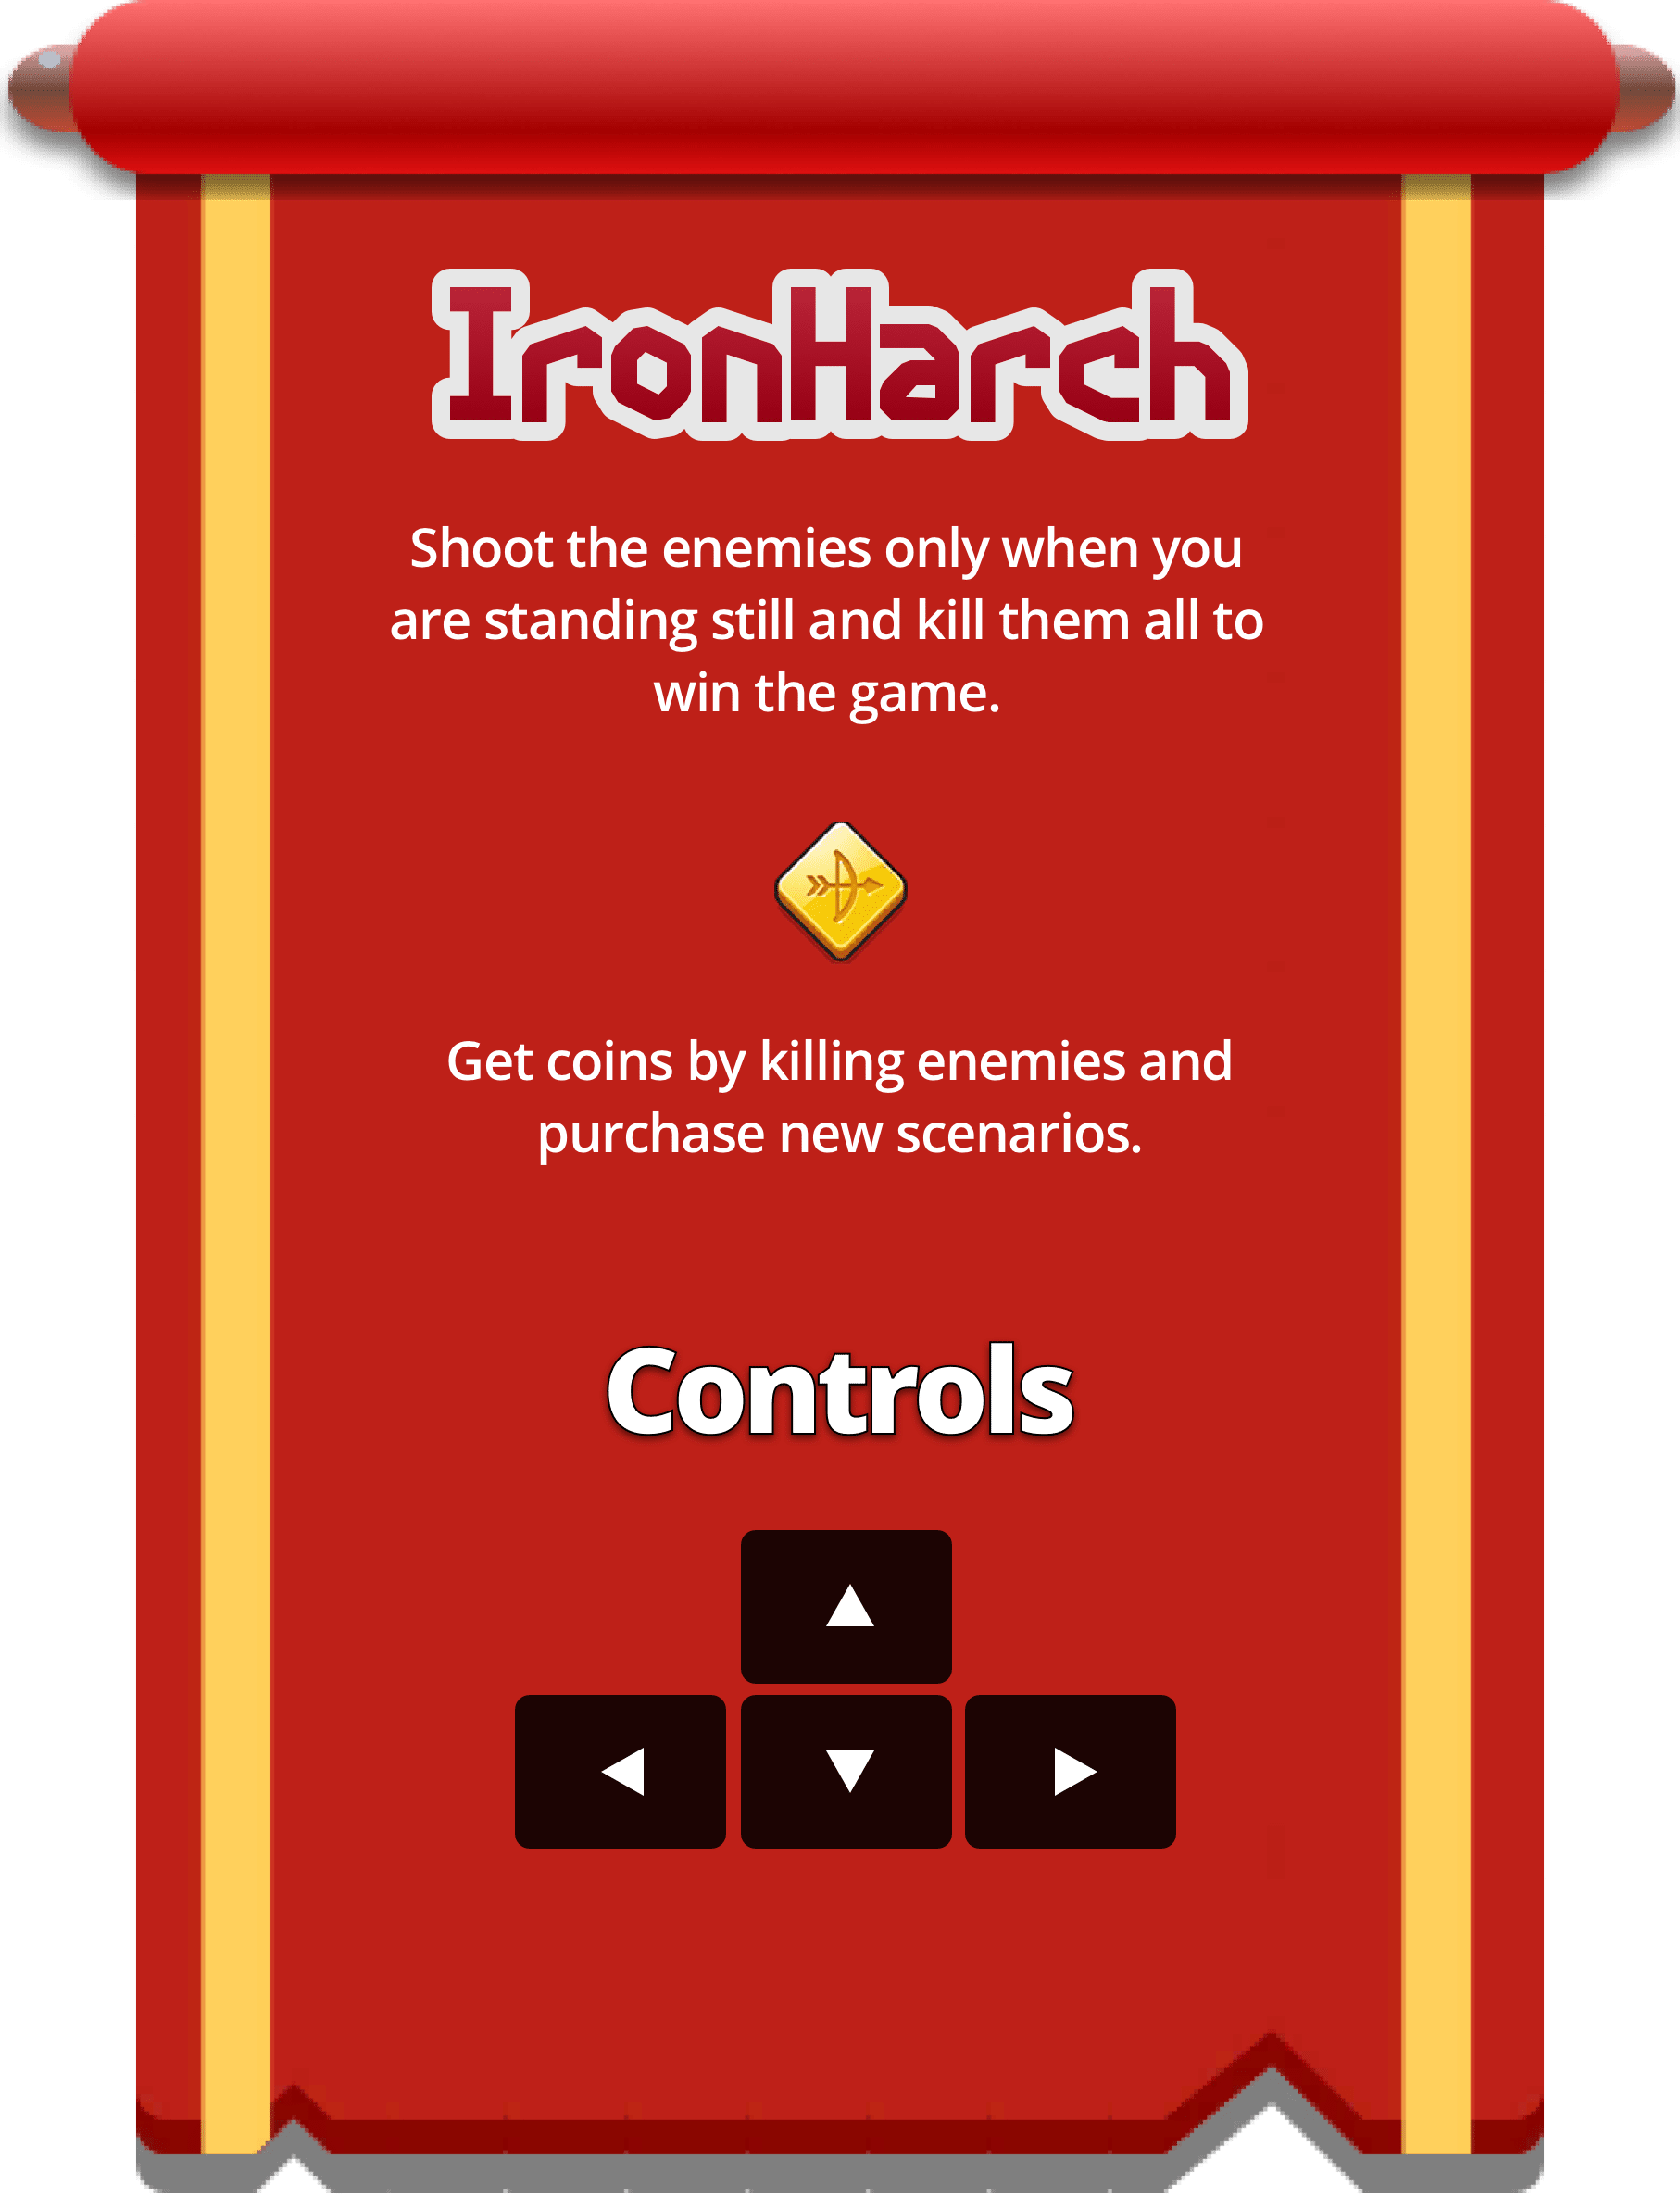 IronHarch
Shoot the enemies only when you
are standing still and kill them all to
win the game.
Get coins by killing enemies and
purchase new scenarios.
Controls